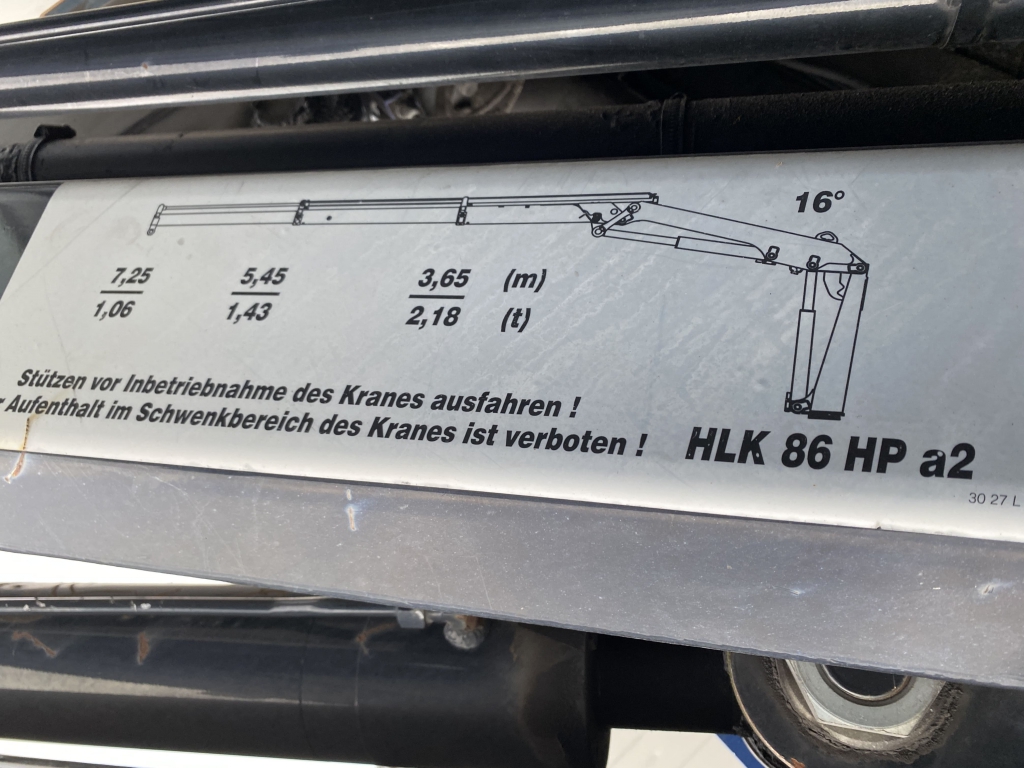 16°
7,25 5,45 3,65 (m)
1,06 1,43 2,18 (t)
Stützen vor Inbetriebnahme des Kranes ausfahren !
Aufenthalt im Schwenkbereich des Kranes ist verboten !
HLK 86 HP a2
30 27 L